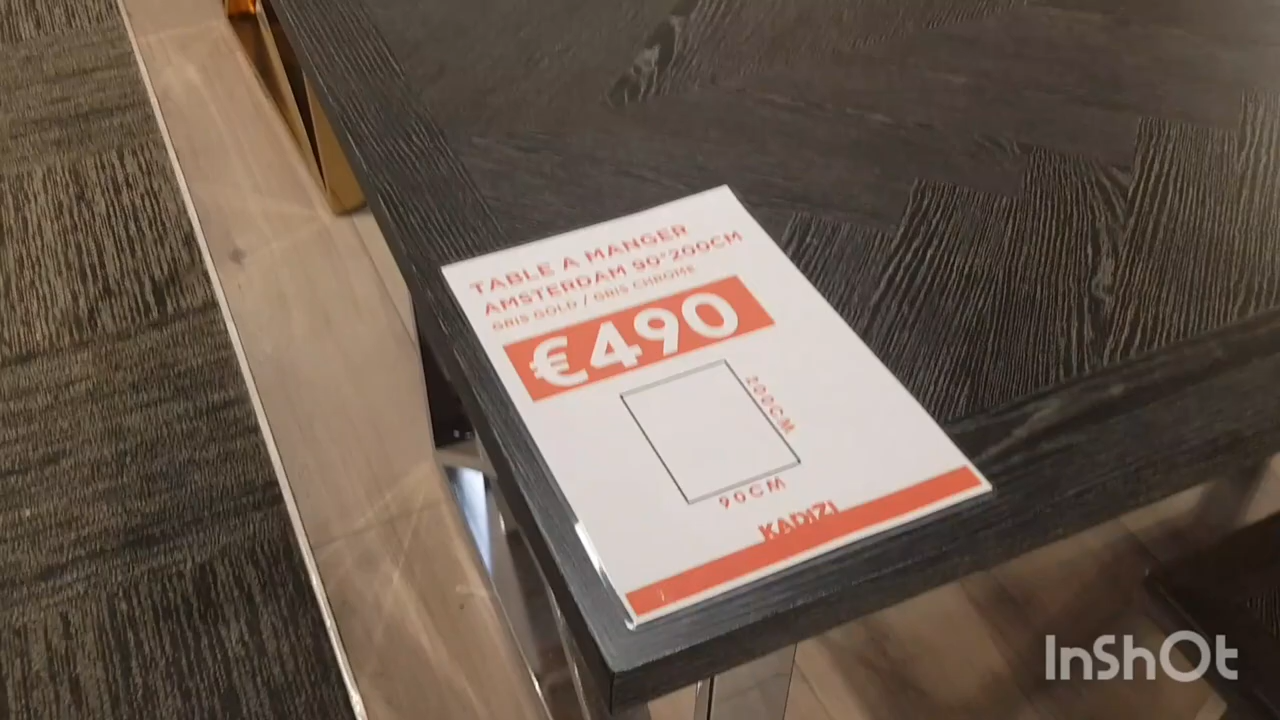 TABLE A MANGER
AMSTERDAM 90*200CM
GRIS GOLD / GRIS CHROME
€490
200CM
90CM
KADIZI
InShOt